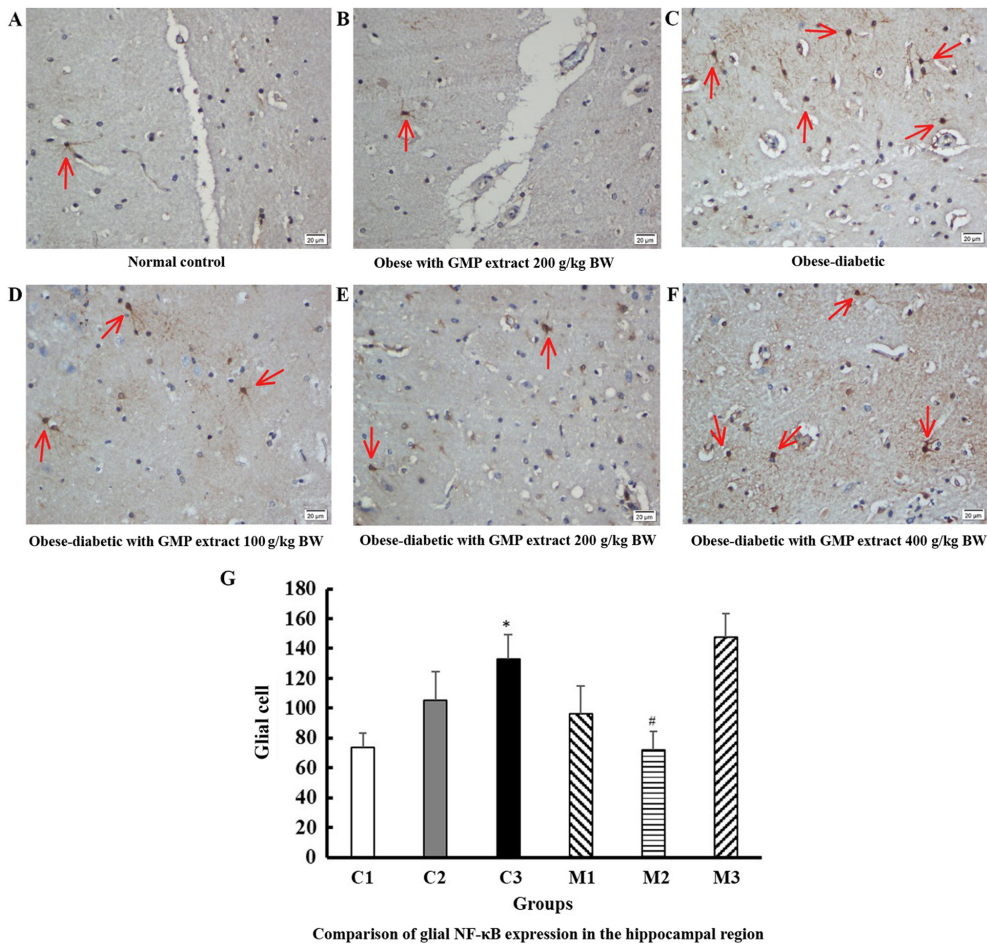 A
B
C
20 µm
20 µm
20 µm
Normal control
Obese with GMP extract 200 g/kg BW
Obese-diabetic
D
E
F
20 µm
20 µm
20 µm
Obese-diabetic with GMP extract 100 g/kg BW
Obese-diabetic with GMP extract 200 g/kg BW
Obese-diabetic with GMP extract 400 g/kg BW
G
180
160
140
120
100
80
60
40
20
0
Glial cell
*
#
C1 C2 C3 M1 M2 M3
Groups
Comparison of glial NF-κB expression in the hippocampal region